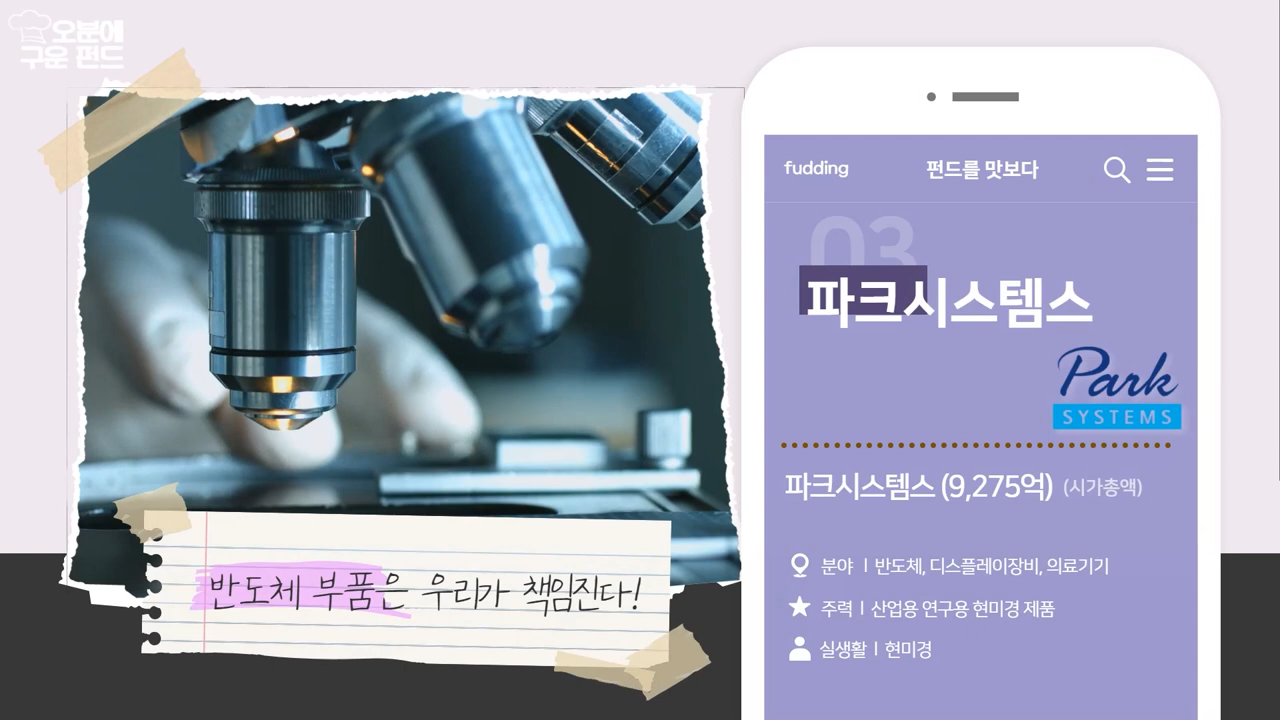 오분에
구운 펀드
반도체 부품은 우리가 책임진다!
fudding
펀드를 맛보다
03
파크시스템스
Park
SYSTEMS
파크시스템스 (9,275억) (시가총액)
분야 | 반도체, 디스플레이장비, 의료기기
주력 | 산업용 연구용 현미경 제품
실생활 | 현미경